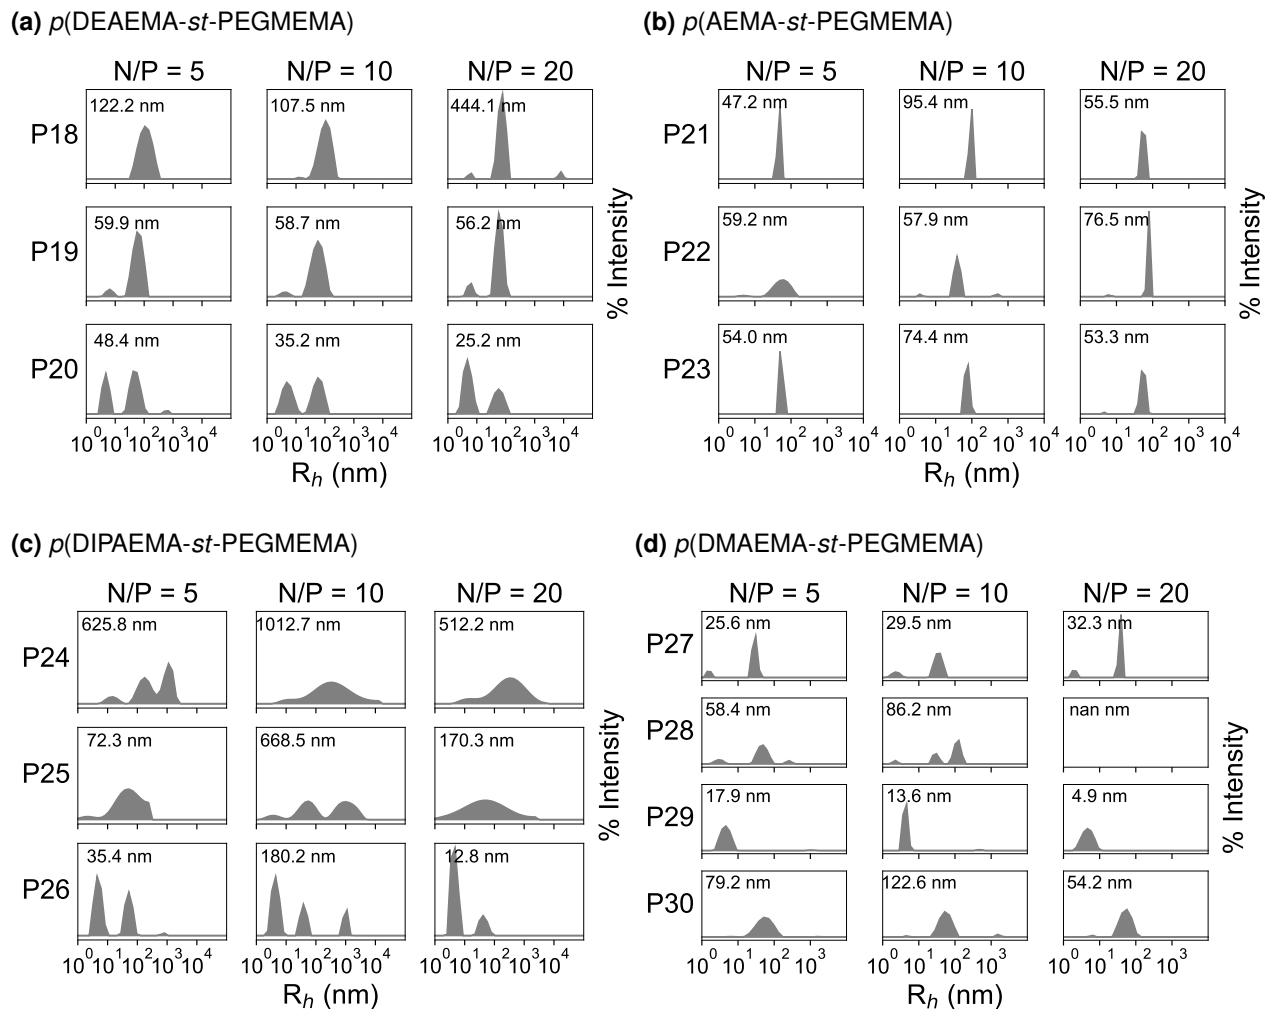 (a) p(DEAEMA-st-PEGMEMA)
N/P = 5 N/P = 10 N/P = 20
P18 122.2 nm 107.5 nm 444.1 nm
P19 59.9 nm 58.7 nm 56.2 nm
P20 48.4 nm 35.2 nm 25.2 nm
10^0 10^1 10^2 10^3 10^4 10^0 10^1 10^2 10^3 10^4 10^0 10^1 10^2 10^3 10^4
R_h (nm)
% Intensity
(b) p(AEMA-st-PEGMEMA)
N/P = 5 N/P = 10 N/P = 20
P21 47.2 nm 95.4 nm 55.5 nm
P22 59.2 nm 57.9 nm 76.5 nm
P23 54.0 nm 74.4 nm 53.3 nm
10^0 10^1 10^2 10^3 10^4 10^0 10^1 10^2 10^3 10^4 10^0 10^1 10^2 10^3 10^4
R_h (nm)
% Intensity
(c) p(DIPAEMA-st-PEGMEMA)
N/P = 5 N/P = 10 N/P = 20
P24 625.8 nm 1012.7 nm 512.2 nm
P25 72.3 nm 668.5 nm 170.3 nm
P26 35.4 nm 180.2 nm 12.8 nm
10^0 10^1 10^2 10^3 10^4 10^0 10^1 10^2 10^3 10^4 10^0 10^1 10^2 10^3 10^4
R_h (nm)
% Intensity
(d) p(DMAEMA-st-PEGMEMA)
N/P = 5 N/P = 10 N/P = 20
P27 25.6 nm 29.5 nm 32.3 nm
P28 58.4 nm 86.2 nm nan nm
P29 17.9 nm 13.6 nm 4.9 nm
P30 79.2 nm 122.6 nm 54.2 nm
10^0 10^1 10^2 10^3 10^0 10^1 10^2 10^3 10^0 10^1 10^2 10^3
R_h (nm)
% Intensity